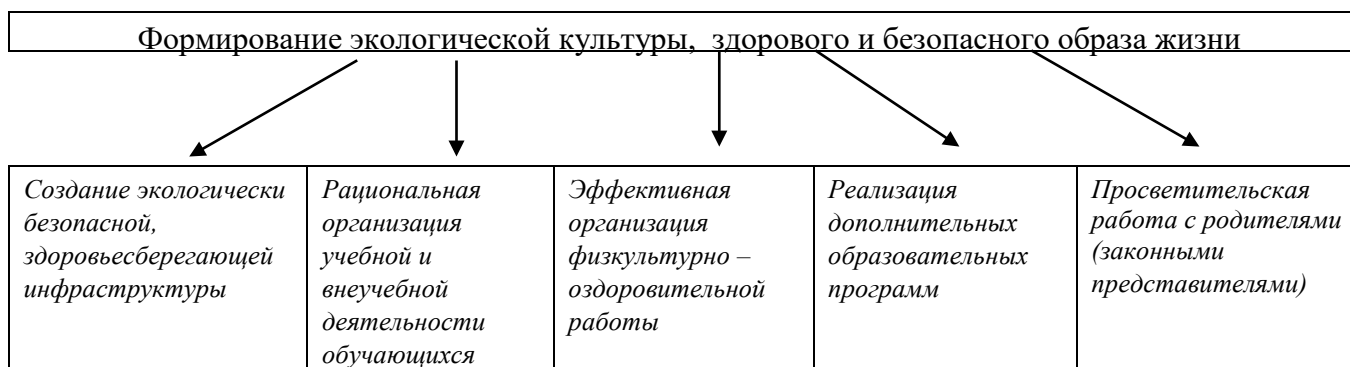 Формирование экологической культуры,  здорового и безопасного образа жизни
Создание экологически
безопасной,
здоровьесберегающей
инфраструктуры
Рациональная
организация
учебной и
внеучебной
деятельности
обучающихся
Эффективная
организация
физкультурно –
оздоровительной
работы
Реализация
дополнительных
образовательных
программ
Просветительская
работа с родителями
(законными
представителями)